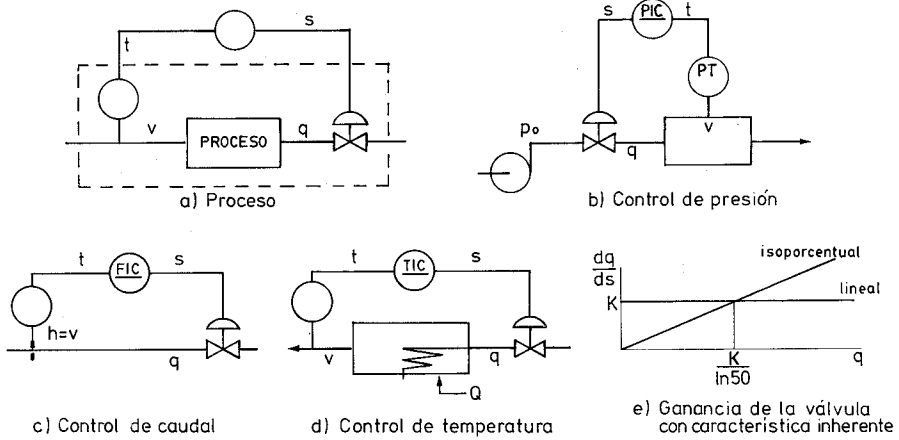 s
t
v
PROCESO
q
a) Proceso
s
PIC
t
PT
v
p₀
q
b) Control de presión
t
FIC
s
h=v
q
c) Control de caudal
t
TIC
s
v
q
Q
d) Control de temperatura
dq
ds
isoporcentual
lineal
K
K
ln50
q
e) Ganancia de la válvula
con característica inherente